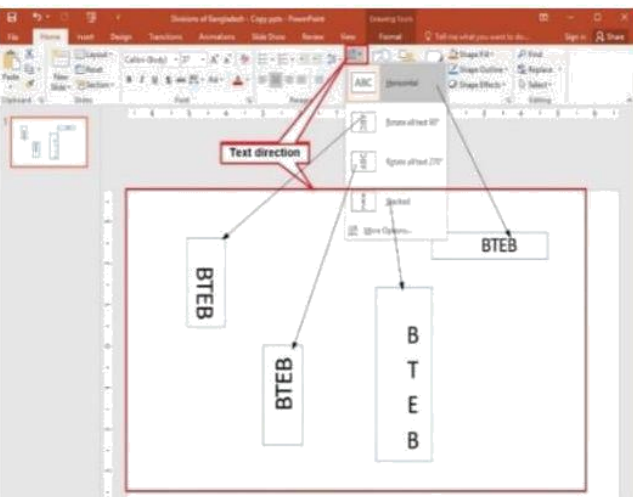 Divisions of Bangladesh - Copy.pptx - PowerPoint
Drawing Tools
File
Home
Insert
Design
Transitions
Animations
Slide Show
Review
View
Format
Tell me what you want to do...
Sign in
Share
Paste
New
Slide
Layout
Reset
Section
Calibri (Body)
Shape Fill
Shape Outline
Shape Effects
Find
Replace
Select
Clipboard
Slides
Font
Editing
ABC Horizontal
Rotate all text 90°
Rotate all text 270°
Stacked
More Options...
Text direction
1
BTEB
BTEB
BTEB
B
T
E
B